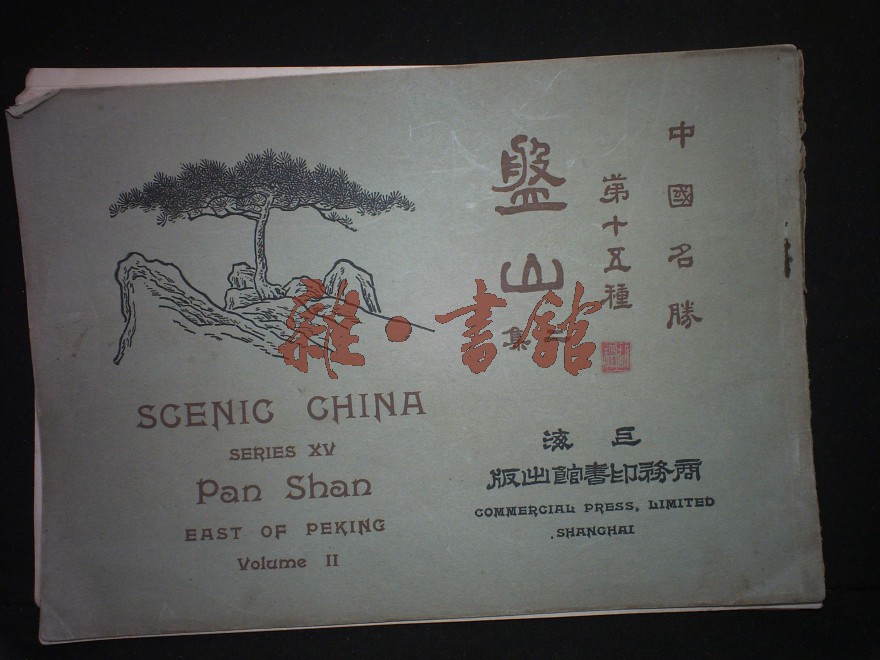 中國名勝
第十五種
盤山
二集
雜·書館
SCENIC CHINA
SERIES XV
Pan Shan
EAST OF PEKING
Volume II
上海
商務印書館出版
COMMERCIAL PRESS, LIMITED
SHANGHAI